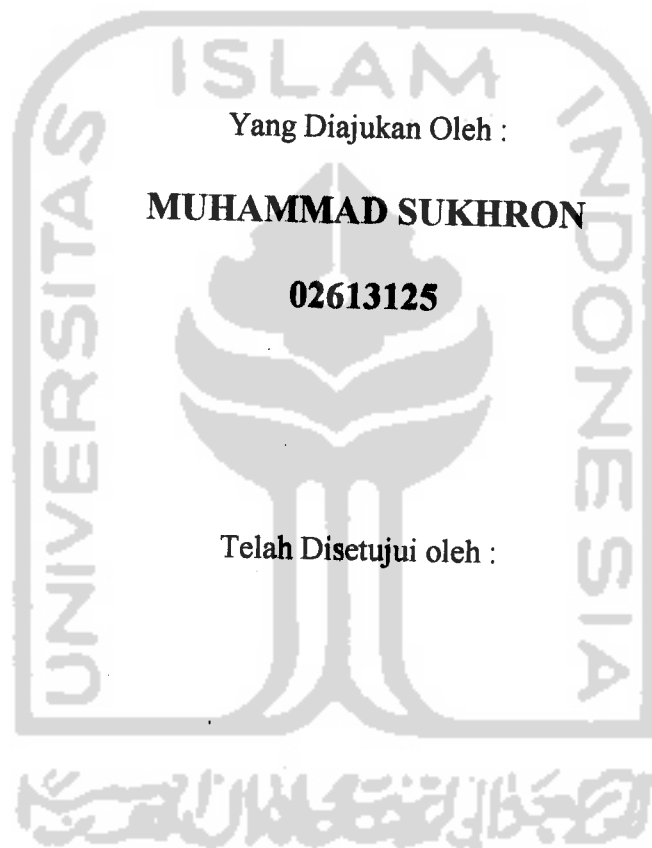 UNIVERSITAS ISLAM INDONESIA
Yang Diajukan Oleh :
MUHAMMAD SUKHRON
02613125
Telah Disetujui oleh :